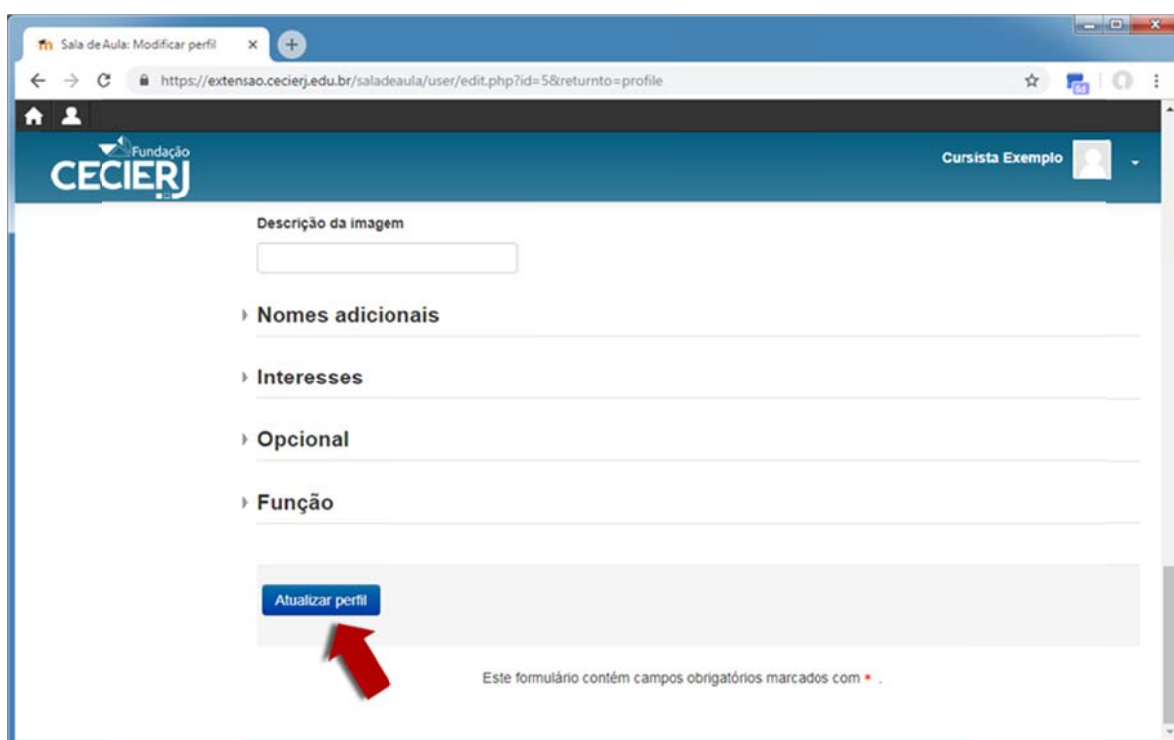 Sala de Aula: Modificar perfil
https://extensao.cecierj.edu.br/saladeaula/user/edit.php?id=5&returnto=profile
Fundação
CECIERJ
Cursista Exemplo
Descrição da imagem
Nomes adicionais
Interesses
Opcional
Função
Atualizar perfil
Este formulário contém campos obrigatórios marcados com * .